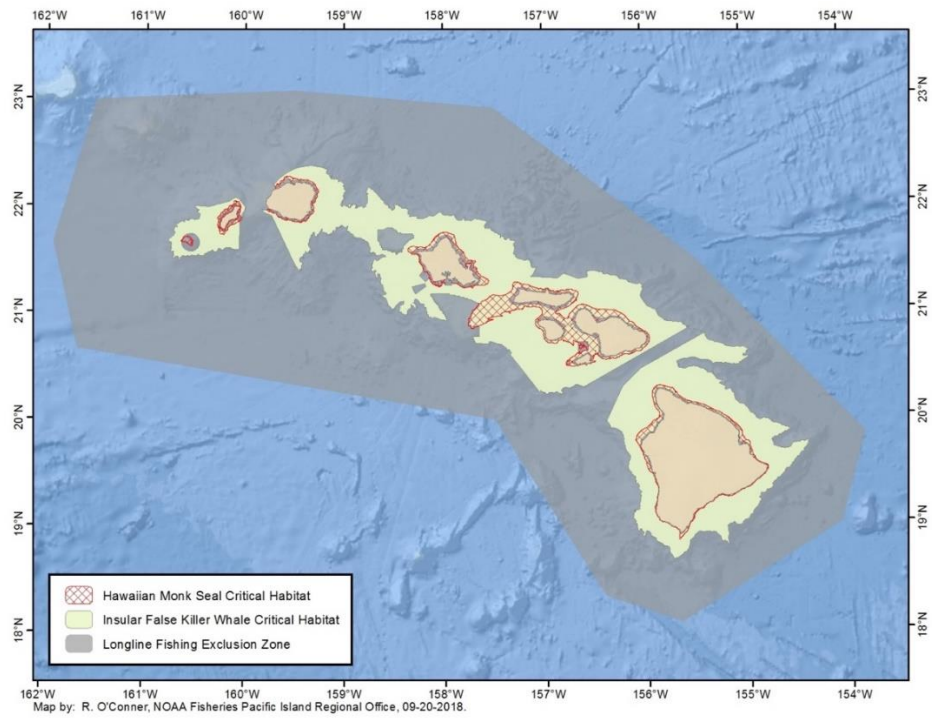 162°W 161°W 160°W 159°W 158°W 157°W 156°W 155°W 154°W
23°N 23°N
22°N 22°N
21°N 21°N
20°N 20°N
19°N 19°N
18°N 18°N
Hawaiian Monk Seal Critical Habitat
Insular False Killer Whale Critical Habitat
Longline Fishing Exclusion Zone
162°W 161°W 160°W 159°W 158°W 157°W 156°W 155°W 154°W
Map by: R. O'Conner, NOAA Fisheries Pacific Island Regional Office, 09-20-2018.